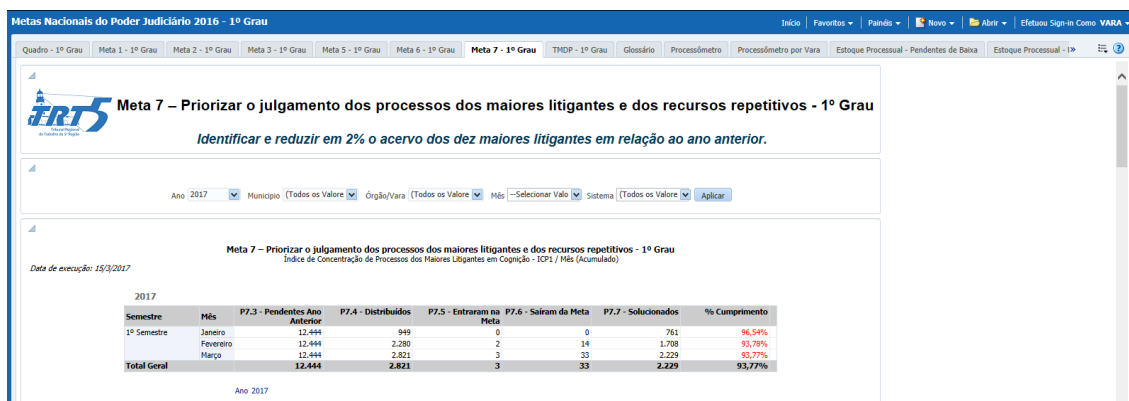 Metas Nacionais do Poder Judiciário 2016 - 1º Grau
Início Favoritos Painéis Novo Abrir Efetuou Sign-in Como VARA
Quadro - 1º Grau Meta 1 - 1º Grau Meta 2 - 1º Grau Meta 3 - 1º Grau Meta 5 - 1º Grau Meta 6 - 1º Grau Meta 7 - 1º Grau TMDP - 1º Grau Glossário Processômetro Processômetro por Vara Estoque Processual - Pendentes de Baixa Estoque Processual - »
TRT5
Tribunal Regional
do Trabalho da 5ª Região
Meta 7 – Priorizar o julgamento dos processos dos maiores litigantes e dos recursos repetitivos - 1º Grau
Identificar e reduzir em 2% o acervo dos dez maiores litigantes em relação ao ano anterior.
Ano 2017 Municipio (Todos os Valore Órgão/Vara (Todos os Valore Mês --Selecionar Valo Sistema (Todos os Valore Aplicar
Meta 7 – Priorizar o julgamento dos processos dos maiores litigantes e dos recursos repetitivos - 1º Grau
Índice de Concentração de Processos dos Maiores Litigantes em Cognição - ICP1 / Mês (Acumulado)
Data de execução: 15/3/2017
2017
Semestre Mês P7.3 - Pendentes Ano Anterior P7.4 - Distribuídos P7.5 - Entraram na Meta P7.6 - Saíram da Meta P7.7 - Solucionados % Cumprimento
1º Semestre Janeiro 12.444 949 0 0 761 96,54%
Fevereiro 12.444 2.280 2 14 1.708 93,78%
Março 12.444 2.821 3 33 2.229 93,77%
Total Geral 12.444 2.821 3 33 2.229 93,77%
Ano 2017